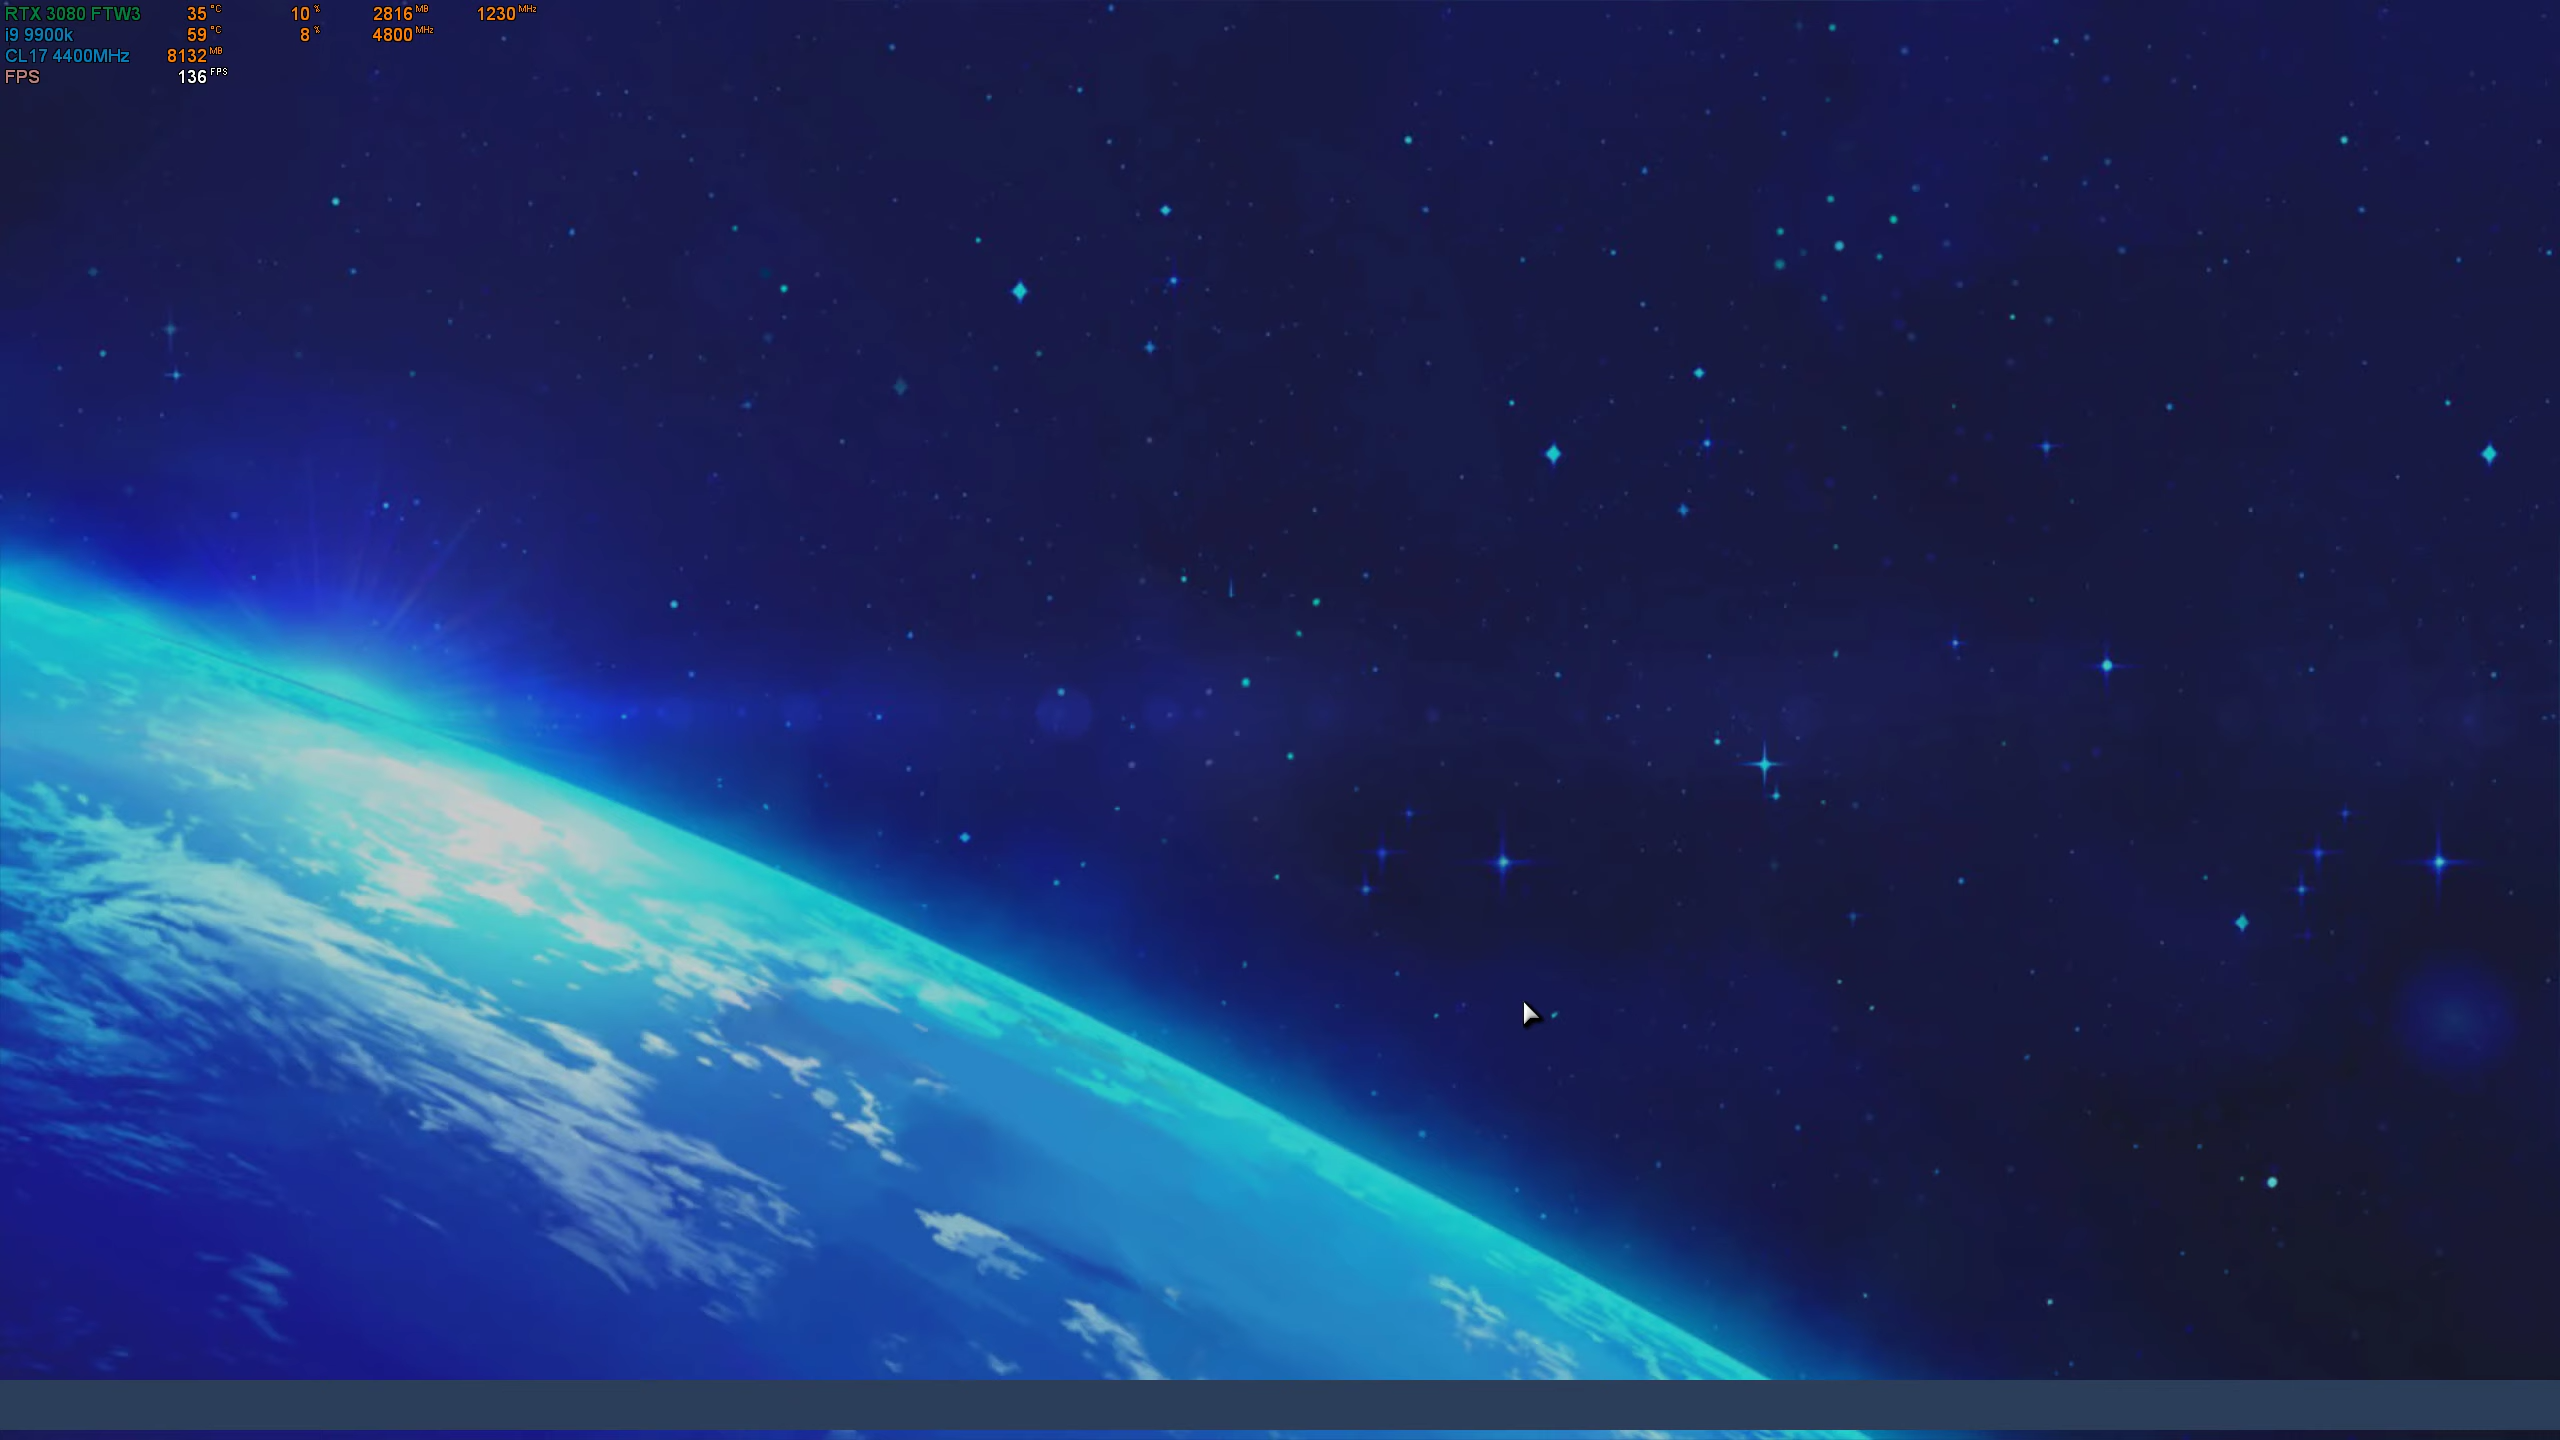 RTX 3080 FTW3 35 °C 10 % 2816 MB 1230 MHz
i9 9900k 59 °C 8 % 4800 MHz
CL17 4400MHz 8132 MB
FPS 136 FPS